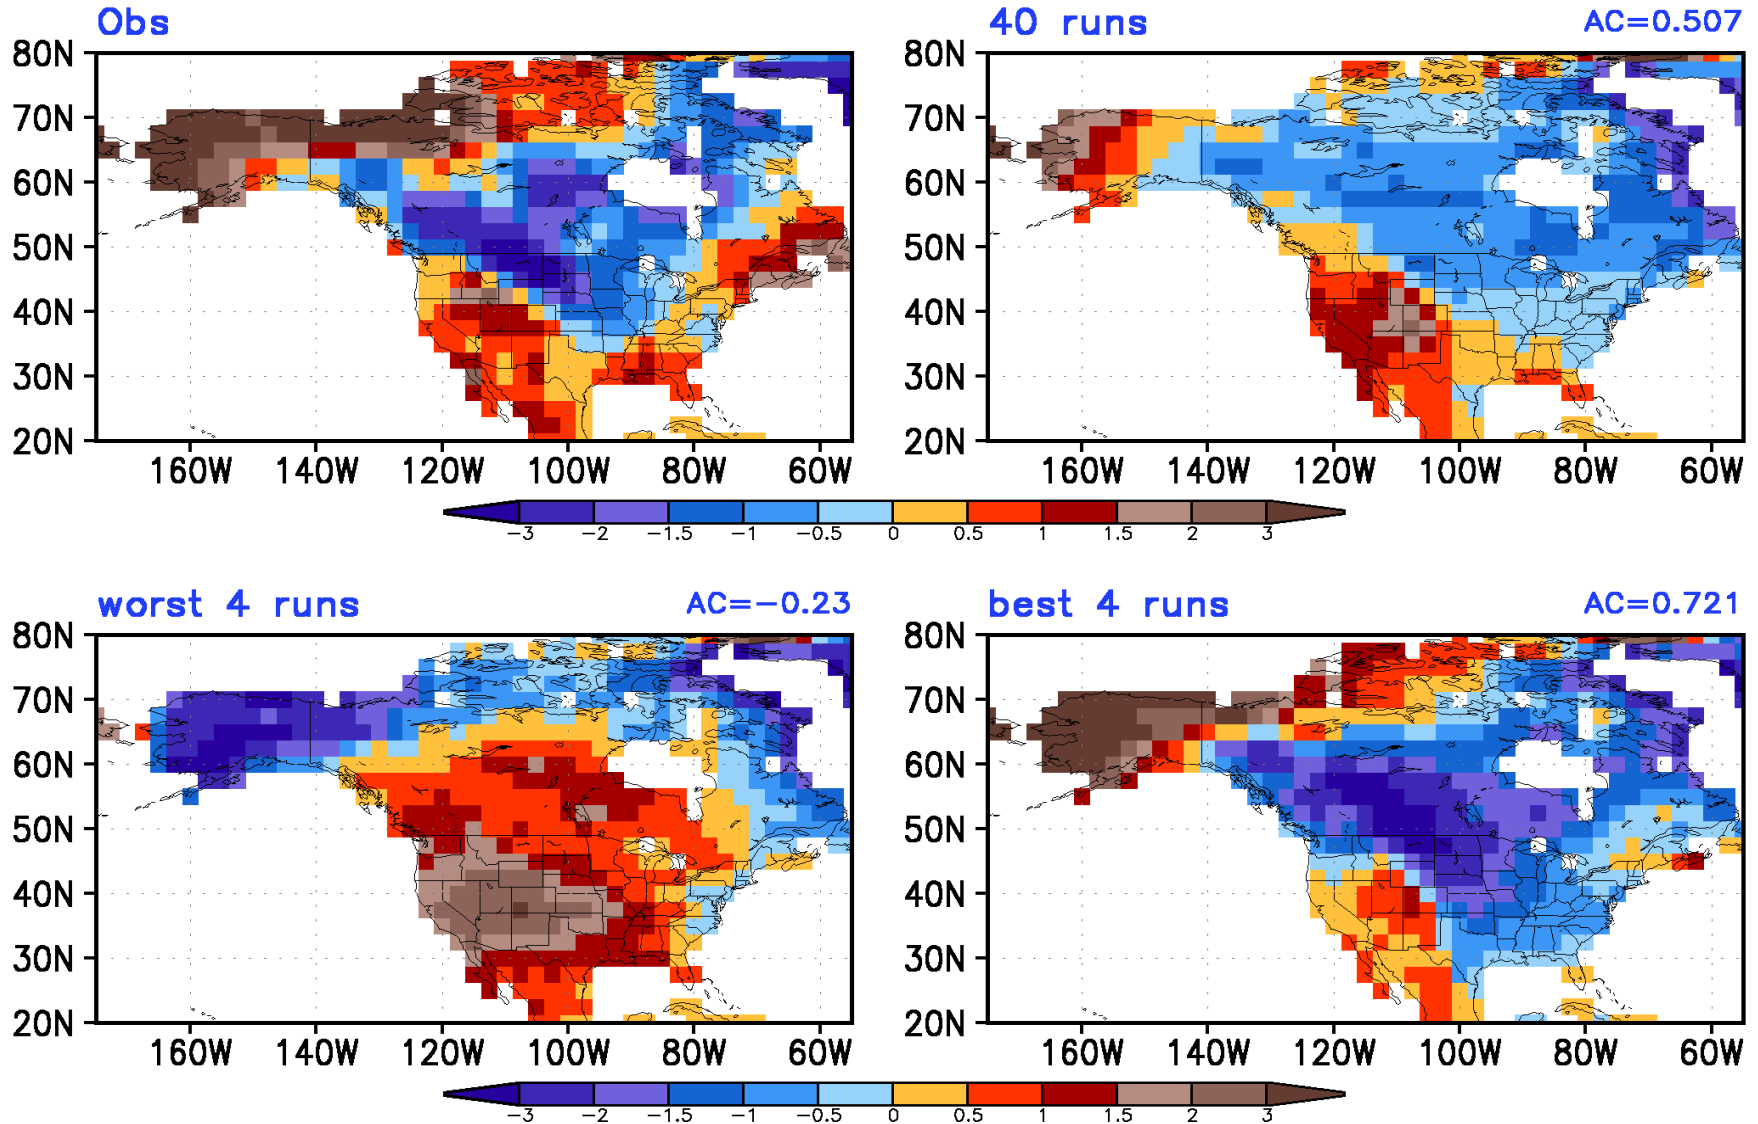 Obs
40 runs AC=0.507
80N 80N
70N 70N
60N 60N
50N 50N
40N 40N
30N 30N
20N 20N
160W 140W 120W 100W 80W 60W 160W 140W 120W 100W 80W 60W
-3 -2 -1.5 -1 -0.5 0 0.5 1 1.5 2 3
worst 4 runs AC=-0.23
best 4 runs AC=0.721
80N 80N
70N 70N
60N 60N
50N 50N
40N 40N
30N 30N
20N 20N
160W 140W 120W 100W 80W 60W 160W 140W 120W 100W 80W 60W
-3 -2 -1.5 -1 -0.5 0 0.5 1 1.5 2 3